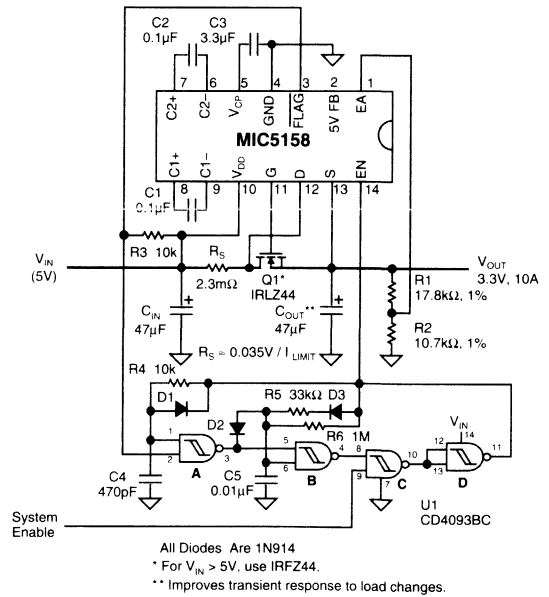 C2
0.1µF
C3
3.3µF
7
6
5
4
3
2
1
C2+
C2–
VCP
GND
FLAG
5V FB
EA
MIC5158
C1+
C1–
VDD
G
D
S
EN
8
9
10
11
12
13
14
C1
0.1µF
R3 10k
VIN
(5V)
RS
2.3mΩ
Q1*
IRLZ44
VOUT
3.3V, 10A
R1
17.8kΩ, 1%
R2
10.7kΩ, 1%
CIN
47µF
+
COUT**
47µF
+
RS = 0.035V / ILIMIT
R4 10k
D1
D2
R5 33kΩ D3
R6 1M
1
2
3
A
5
6
4
B
8
9
10
7
C
VIN
14
12
13
11
D
C4
470pF
C5
0.01µF
U1
CD4093BC
System
Enable
All Diodes Are 1N914
* For VIN > 5V, use IRFZ44.
** Improves transient response to load changes.